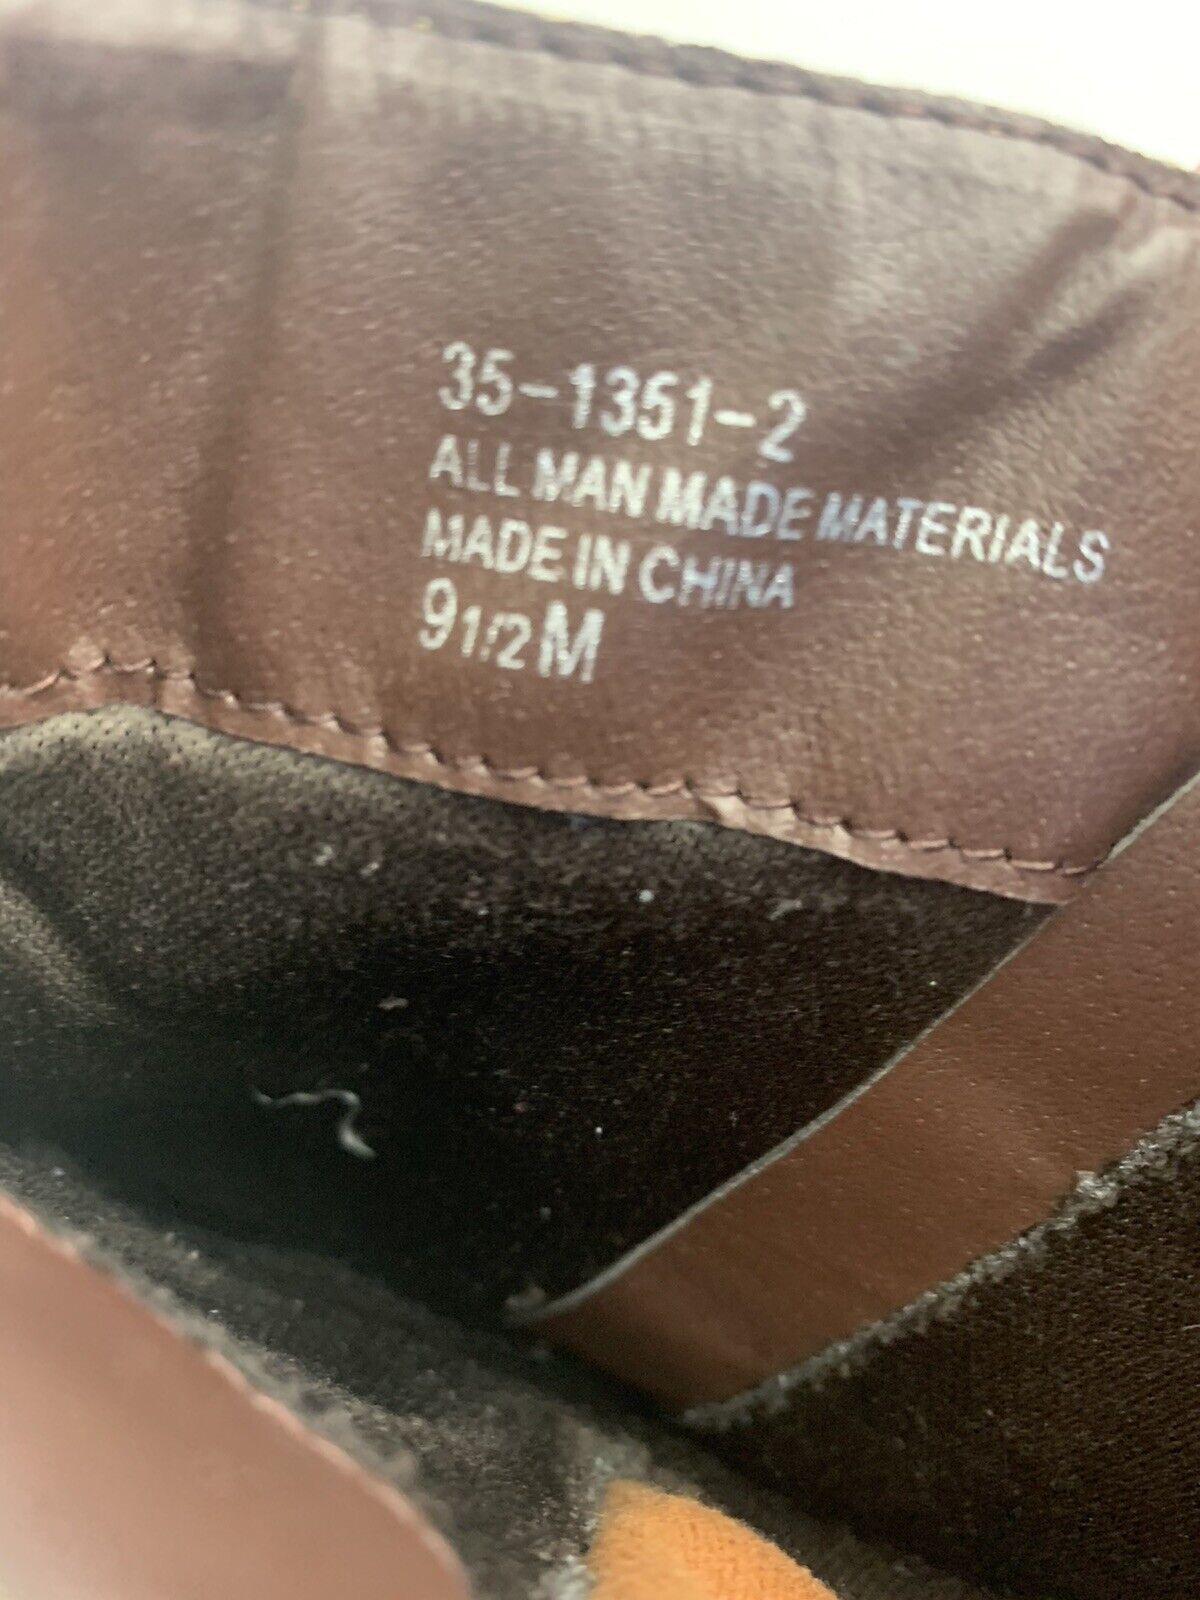 35-1351-2
ALL MAN MADE MATERIALS
MADE IN CHINA
9 1/2 M